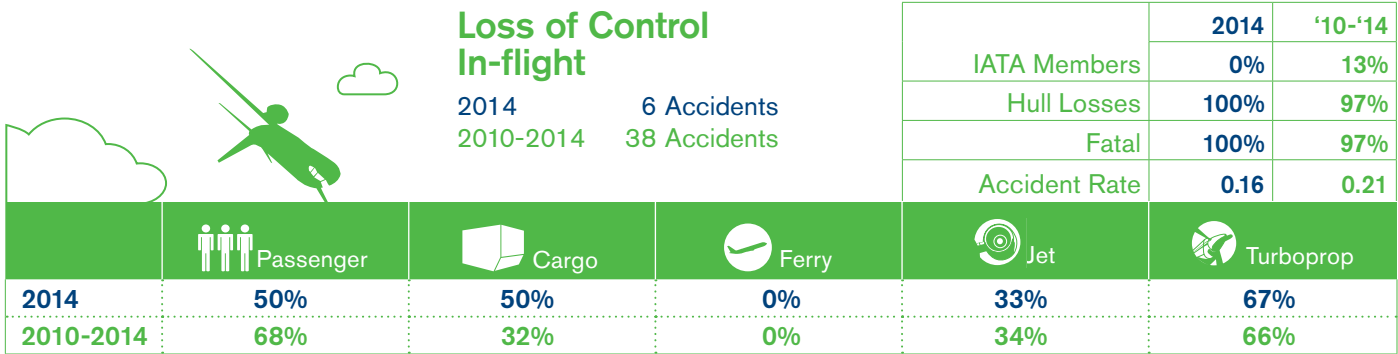 Loss of Control
In-flight
2014 6 Accidents
2010-2014 38 Accidents
2014 ‘10-‘14
IATA Members 0% 13%
Hull Losses 100% 97%
Fatal 100% 97%
Accident Rate 0.16 0.21
Passenger Cargo Ferry Jet Turboprop
2014 50% 50% 0% 33% 67%
2010-2014 68% 32% 0% 34% 66%